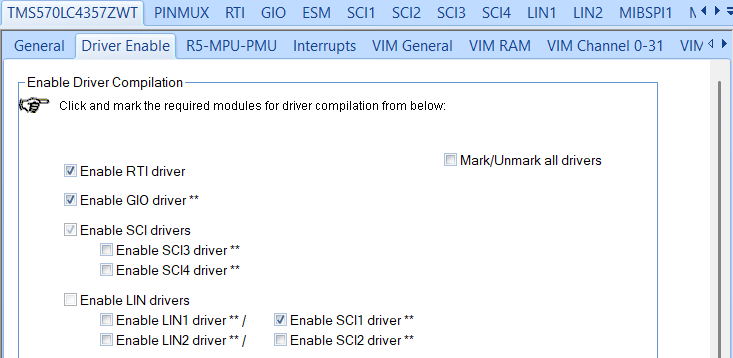 TMS570LC4357ZWT PINMUX RTI GIO ESM SCI1 SCI2 SCI3 SCI4 LIN1 LIN2 MIBSPI1
General Driver Enable R5-MPU-PMU Interrupts VIM General VIM RAM VIM Channel 0-31 VIM
Enable Driver Compilation
Click and mark the required modules for driver compilation from below:
Mark/Unmark all drivers
Enable RTI driver
Enable GIO driver **
Enable SCI drivers
Enable SCI3 driver **
Enable SCI4 driver **
Enable LIN drivers
Enable LIN1 driver ** / Enable SCI1 driver **
Enable LIN2 driver ** / Enable SCI2 driver **